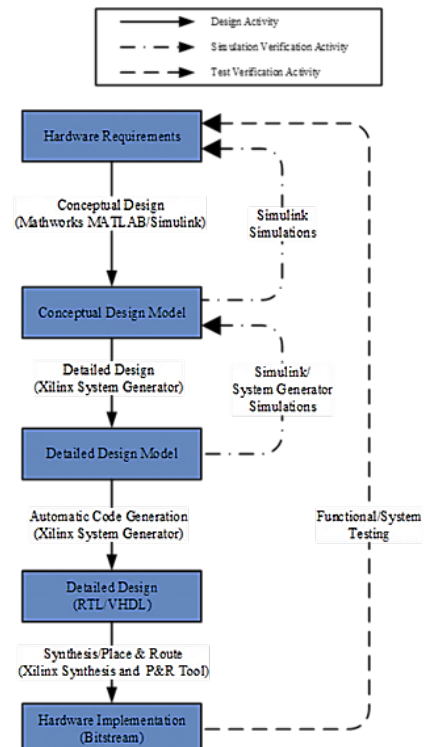 Design Activity
Simulation Verification Activity
Test Verification Activity
Hardware Requirements
Conceptual Design
(Mathworks MATLAB/Simulink)
Simulink
Simulations
Conceptual Design Model
Detailed Design
(Xilinx System Generator)
Simulink/
System Generator
Simulations
Detailed Design Model
Automatic Code Generation
(Xilinx System Generator)
Functional/System
Testing
Detailed Design
(RTL/VHDL)
Synthesis/Place & Route
(Xilinx Synthesis and P&R Tool)
Hardware Implementation
(Bitstream)